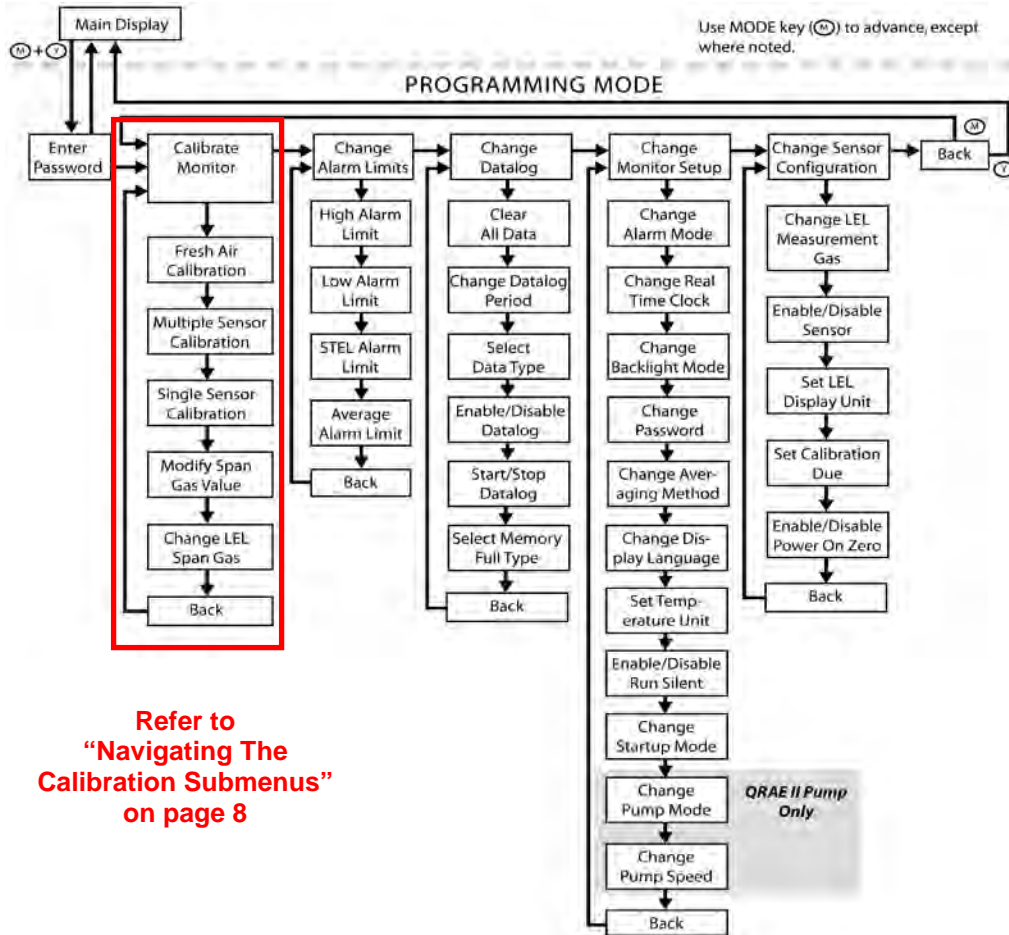 Main Display
Use MODE key (M) to advance, except
where noted.
M + Y
PROGRAMMING MODE
Enter
Password
Calibrate
Monitor
Fresh Air
Calibration
Multiple Sensor
Calibration
Single Sensor
Calibration
Modify Span
Gas Value
Change LEL
Span Gas
Back
Change
Alarm Limits
High Alarm
Limit
Low Alarm
Limit
STEL Alarm
Limit
Average
Alarm Limit
Back
Change
Datalog
Clear
All Data
Change Datalog
Period
Select
Data Type
Enable/Disable
Datalog
Start/Stop
Datalog
Select Memory
Full Type
Back
Change
Monitor Setup
Change
Alarm Mode
Change Real
Time Clock
Change
Backlight Mode
Change
Password
Change Aver-
aging Method
Change Dis-
play Language
Set Temp-
erature Unit
Enable/Disable
Run Silent
Change
Startup Mode
Change
Pump Mode
Change
Pump Speed
Back
QRAE II Pump
Only
Change Sensor
Configuration
Change LEL
Measurement
Gas
Enable/Disable
Sensor
Set LEL
Display Unit
Set Calibration
Due
Enable/Disable
Power On Zero
Back
M
Back
Y
Refer to
“Navigating The
Calibration Submenus”
on page 8